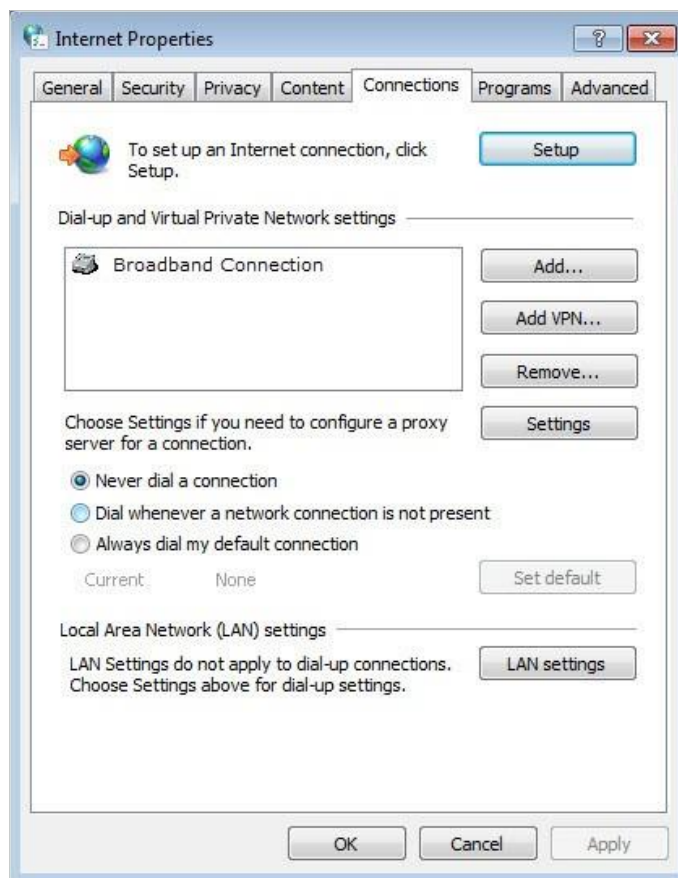 Internet Properties
General Security Privacy Content Connections Programs Advanced
To set up an Internet connection, click
Setup.
Setup
Dial-up and Virtual Private Network settings
Broadband Connection
Add...
Add VPN...
Remove...
Choose Settings if you need to configure a proxy
server for a connection.
Settings
Never dial a connection
Dial whenever a network connection is not present
Always dial my default connection
Current None
Set default
Local Area Network (LAN) settings
LAN Settings do not apply to dial-up connections.
Choose Settings above for dial-up settings.
LAN settings
OK Cancel Apply